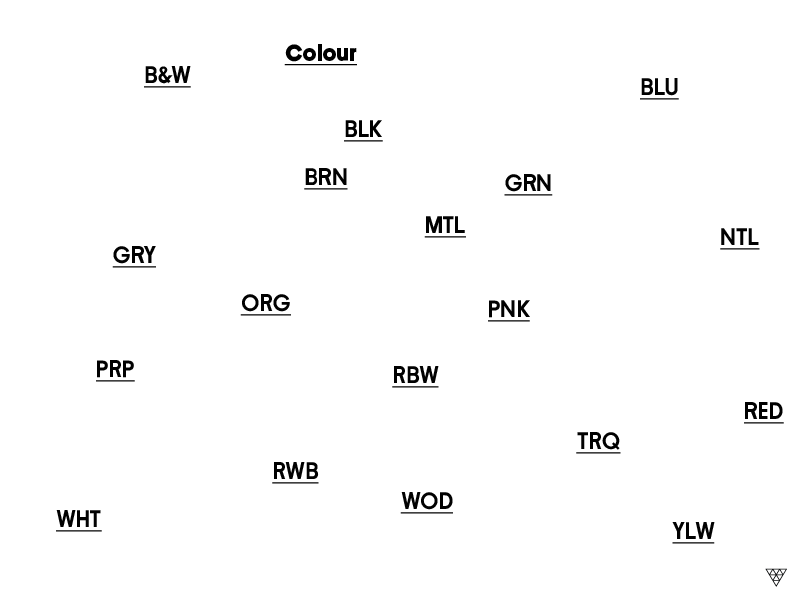 Colour
B&W
BLU
BLK
BRN
GRN
MTL
NTL
GRY
ORG
PNK
PRP
RBW
RED
TRQ
RWB
WOD
WHT
YLW